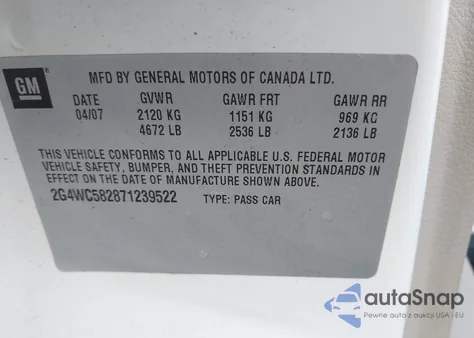 GM
MFD BY GENERAL MOTORS OF CANADA LTD.
DATE GVWR GAWR FRT GAWR RR
04/07 2120 KG 1151 KG 969 KG
4672 LB 2536 LB 2136 LB
THIS VEHICLE CONFORMS TO ALL APPLICABLE U.S. FEDERAL MOTOR
VEHICLE SAFETY, BUMPER, AND THEFT PREVENTION STANDARDS IN
EFFECT ON THE DATE OF MANUFACTURE SHOWN ABOVE.
2G4WC582871239522 TYPE: PASS CAR
autoSnap
Pewne auta z aukcji USA i EU